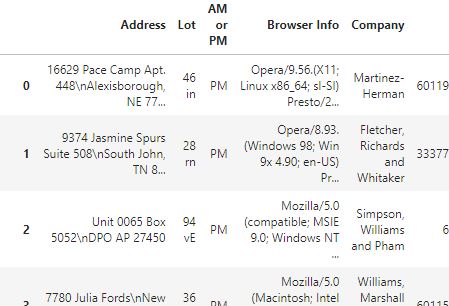 Address Lot AM or PM Browser Info Company
0 16629 Pace Camp Apt. 448\nAlexisborough, NE 77... 46 in PM Opera/9.56.(X11; Linux x86_64; sl-SI) Presto/2... Martinez-Herman 60119
1 9374 Jasmine Spurs Suite 508\nSouth John, TN 8... 28 rn PM Opera/8.93.(Windows 98; Win 9x 4.90; en-US) Pr... Fletcher, Richards and Whitaker 33377
2 Unit 0065 Box 5052\nDPO AP 27450 94 vE PM Mozilla/5.0 (compatible; MSIE 9.0; Windows NT ... Simpson, Williams and Pham 6
7780 Julia Fords\nNew 36 PM Mozilla/5.0 (Macintosh; Intel Williams, Marshall 60115